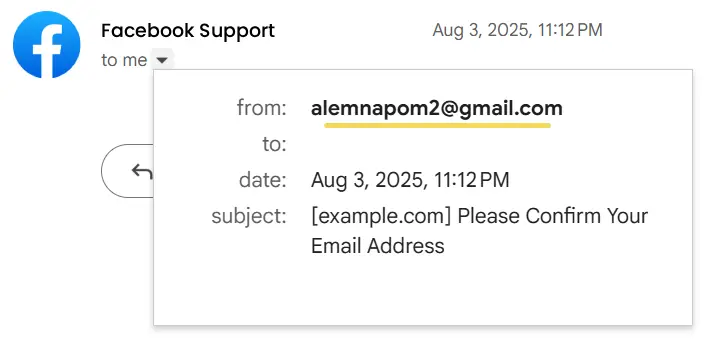 Facebook Support
Aug 3, 2025, 11:12 PM
to me
from: alemnapom2@gmail.com
to:
date: Aug 3, 2025, 11:12 PM
subject: [example.com] Please Confirm Your
Email Address